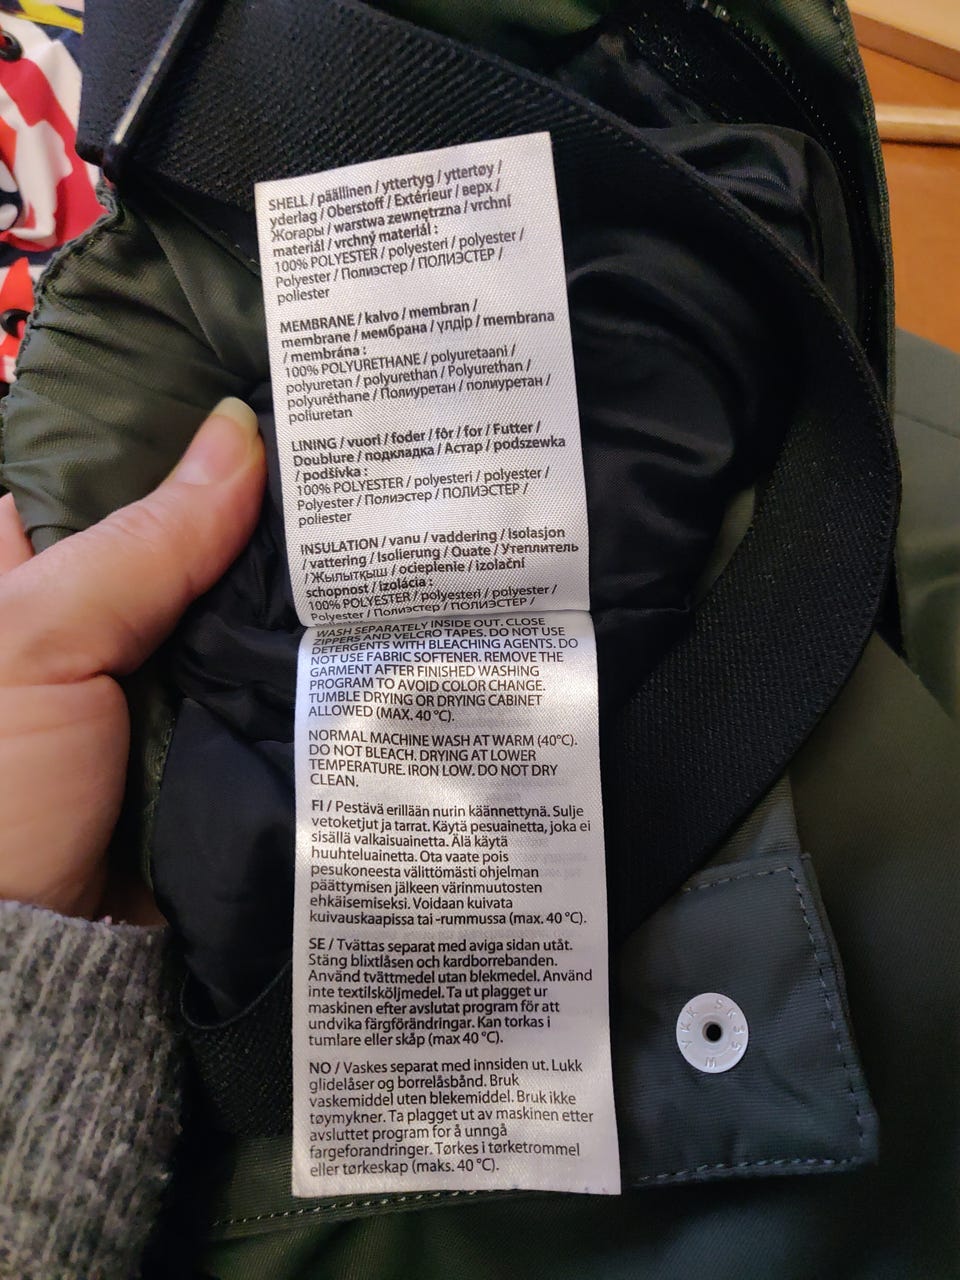 SHELL / päällinen / yttertyg / yttertøy /
yderlag / Oberstoff / Extérieur / верх /
Жоғары / warstwa zewnętrzna / vrchní
materiál / vrchný materiál :
100% POLYESTER / polyesteri / polyester /
Polyester / Полиэстер / ПОЛИЭСТЕР /
poliester
MEMBRANE / kalvo / membran /
membrane / мембрана / үлдір / membrana
/ membrána :
100% POLYURETHANE / polyuretaani /
polyuretan / polyurethan / Polyurethan /
polyuréthane / Полиуретан / полиуретан /
poliuretan
LINING / vuori / foder / fôr / for / Futter /
Doublure / подкладка / Астар / podszewka
/ podšívka :
100% POLYESTER / polyesteri / polyester /
Polyester / Полиэстер / ПОЛИЭСТЕР /
poliester
INSULATION / vanu / vaddering / Isolasjon
/ vattering / Isolierung / Ouate / Утеплитель
/ Жылытқыш / ocieplenie / izolační
schopnost / izolácia :
100% POLYESTER / polyesteri / polyester /
Polyester / Полиэстер / ПОЛИЭСТЕР /
WASH SEPARATELY INSIDE OUT. CLOSE
ZIPPERS AND VELCRO TAPES. DO NOT USE
DETERGENTS WITH BLEACHING AGENTS. DO
NOT USE FABRIC SOFTENER. REMOVE THE
GARMENT AFTER FINISHED WASHING
PROGRAM TO AVOID COLOR CHANGE.
TUMBLE DRYING OR DRYING CABINET
ALLOWED (MAX. 40 °C).
NORMAL MACHINE WASH AT WARM (40°C).
DO NOT BLEACH. DRYING AT LOWER
TEMPERATURE. IRON LOW. DO NOT DRY
CLEAN.
FI / Pestävä erillään nurin käännettynä. Sulje
vetoketjut ja tarrat. Käytä pesuainetta, joka ei
sisällä valkaisuainetta. Älä käytä
huuhteluainetta. Ota vaate pois
pesukoneesta välittömästi ohjelman
päättymisen jälkeen värinmuutosten
ehkäisemiseksi. Voidaan kuivata
kuivauskaapissa tai -rummussa (max. 40 °C).
SE / Tvättas separat med aviga sidan utåt.
Stäng blixtlåsen och kardborrebanden.
Använd tvättmedel utan blekmedel. Använd
inte textilsköljmedel. Ta ut plagget ur
maskinen efter avslutat program för att
undvika färgförändringar. Kan torkas i
tumlare eller skåp (max 40 °C).
NO / Vaskes separat med innsiden ut. Lukk
glidelåser og borrelåsbånd. Bruk
vaskemiddel uten blekemiddel. Bruk ikke
tøymykner. Ta plagget ut av maskinen etter
avsluttet program for å unngå
fargeforandringer. Tørkes i tørketrommel
eller tørkeskap (maks. 40 °C).